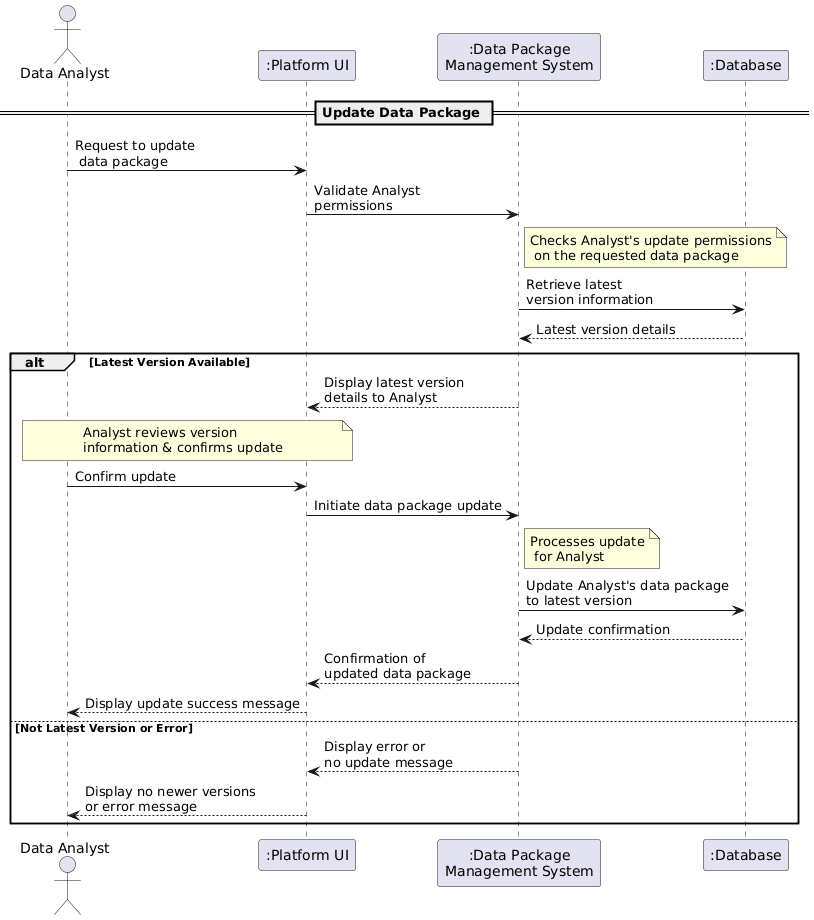 Data Analyst
:Platform UI
:Data Package
Management System
:Database
Update Data Package
Request to update
data package
Validate Analyst
permissions
Checks Analyst's update permissions
on the requested data package
Retrieve latest
version information
Latest version details
alt
[Latest Version Available]
Display latest version
details to Analyst
Analyst reviews version
information & confirms update
Confirm update
Initiate data package update
Processes update
for Analyst
Update Analyst's data package
to latest version
Update confirmation
Confirmation of
updated data package
Display update success message
[Not Latest Version or Error]
Display error or
no update message
Display no newer versions
or error message
Data Analyst
:Platform UI
:Data Package
Management System
:Database